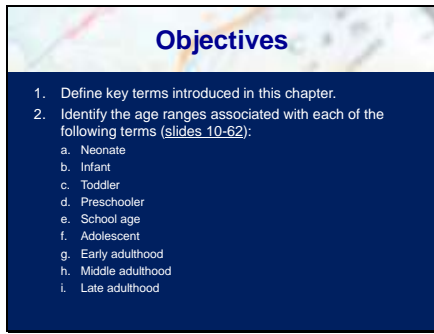 Objectives
1. Define key terms introduced in this chapter.
2. Identify the age ranges associated with each of the
following terms (slides 10-62):
a. Neonate
b. Infant
c. Toddler
d. Preschooler
e. School age
f. Adolescent
g. Early adulthood
h. Middle adulthood
i. Late adulthood